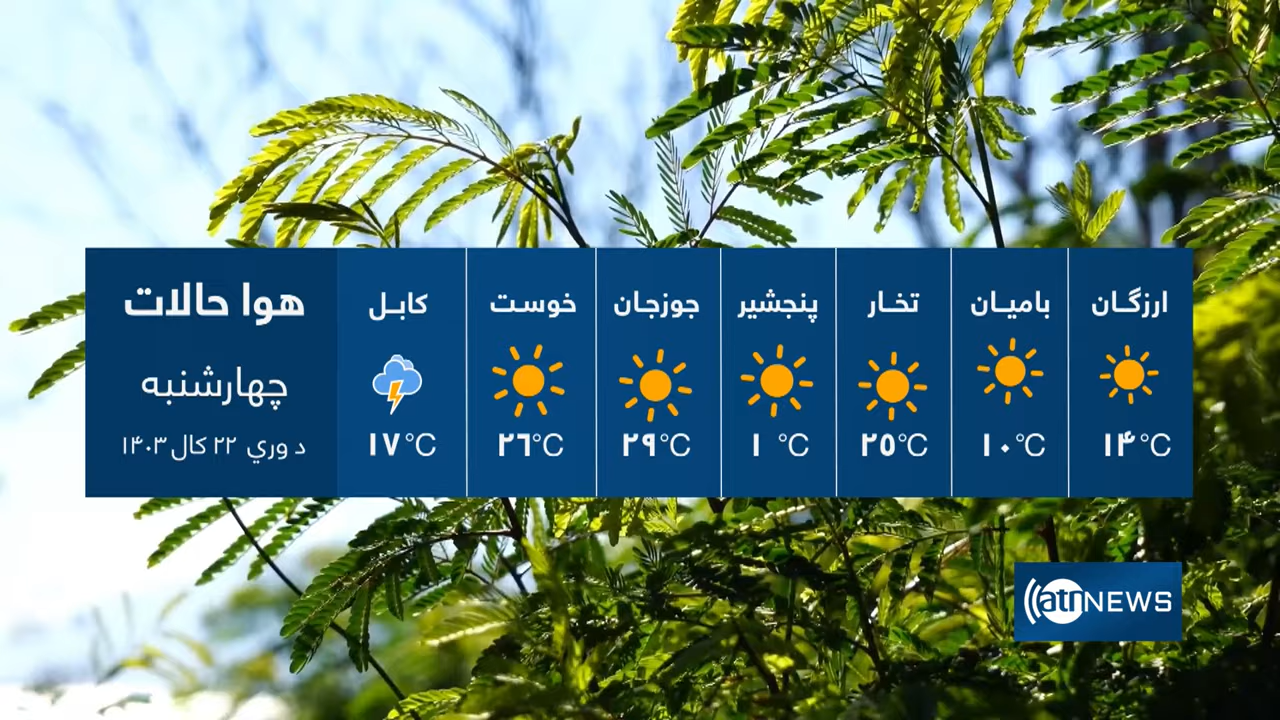 هوا حالات
چهارشنبه
د وري ۲۲ کال ۱۴۰۳
کابل
۱۷°C
خوست
۲٦°C
جوزجان
۲۹°C
پنجشیر
۱ °C
تخار
۲٥°C
بامیان
۱۰°C
ارزگان
۱۴°C
atn NEWS